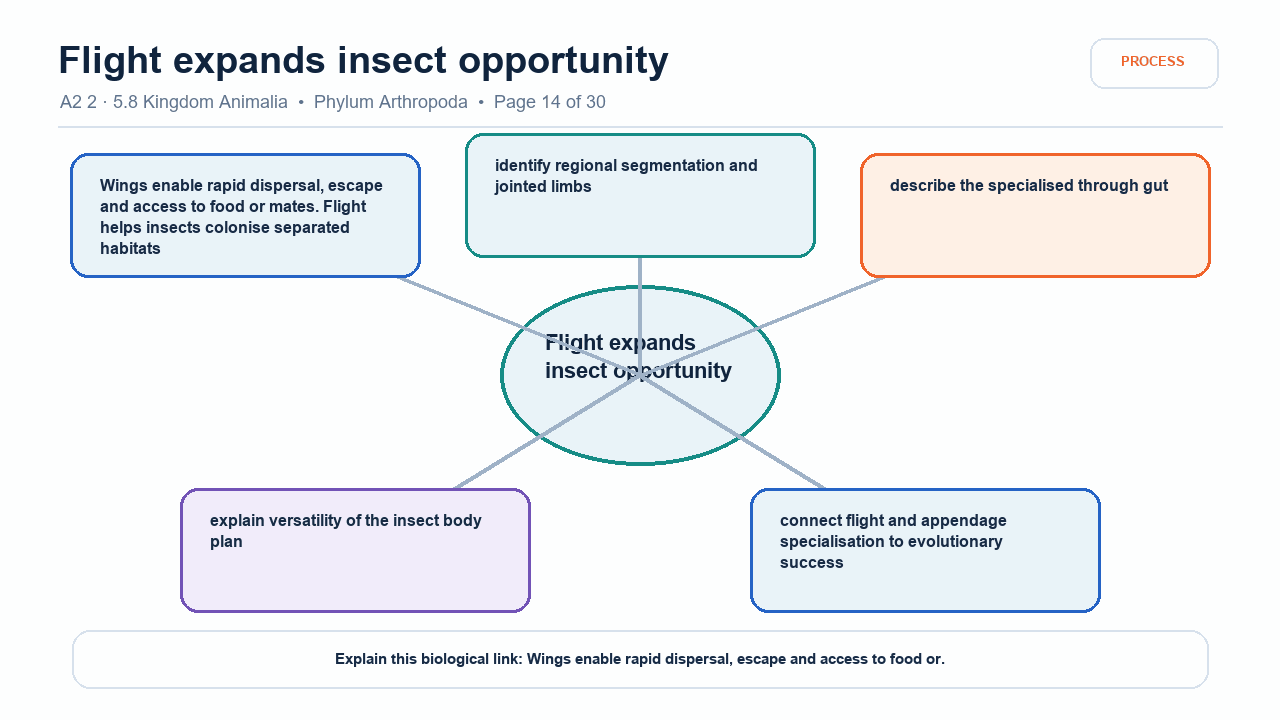 Flight expands insect opportunity
PROCESS
A2 2 · 5.8 Kingdom Animalia • Phylum Arthropoda • Page 14 of 30
Wings enable rapid dispersal, escape
and access to food or mates. Flight
helps insects colonise separated
habitats
identify regional segmentation and
jointed limbs
describe the specialised through gut
Flight expands
insect opportunity
explain versatility of the insect body
plan
connect flight and appendage
specialisation to evolutionary
success
Explain this biological link: Wings enable rapid dispersal, escape and access to food or.